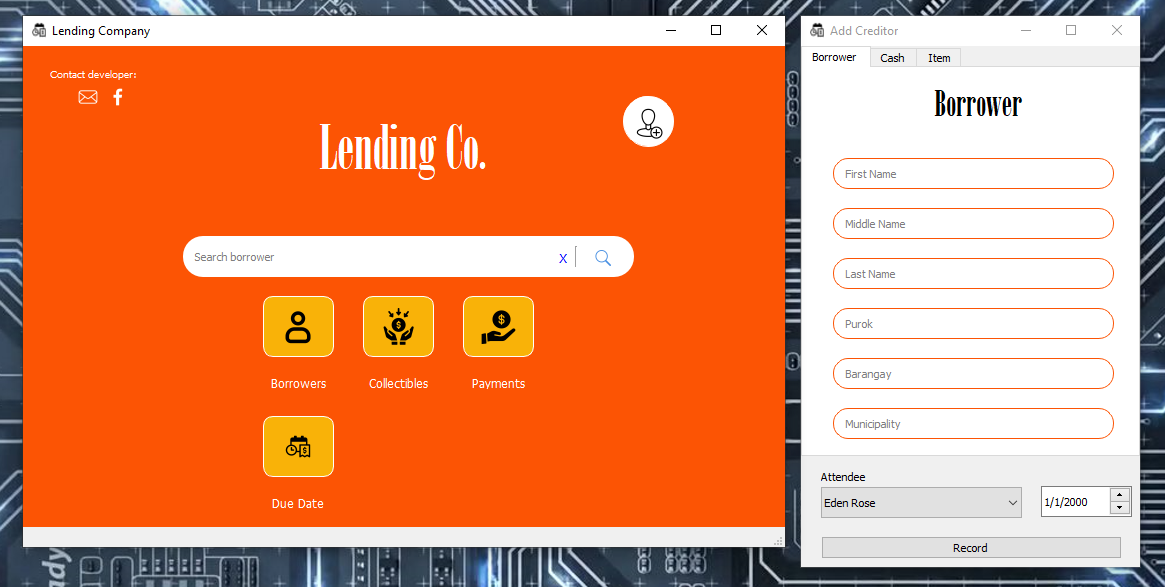 Lending Company
Contact developer:
Lending Co.
Search borrower
X
Borrowers
Collectibles
Payments
Due Date
Add Creditor
Borrower
Cash
Item
Borrower
First Name
Middle Name
Last Name
Purok
Barangay
Municipality
Attendee
Eden Rose
1/1/2000
Record